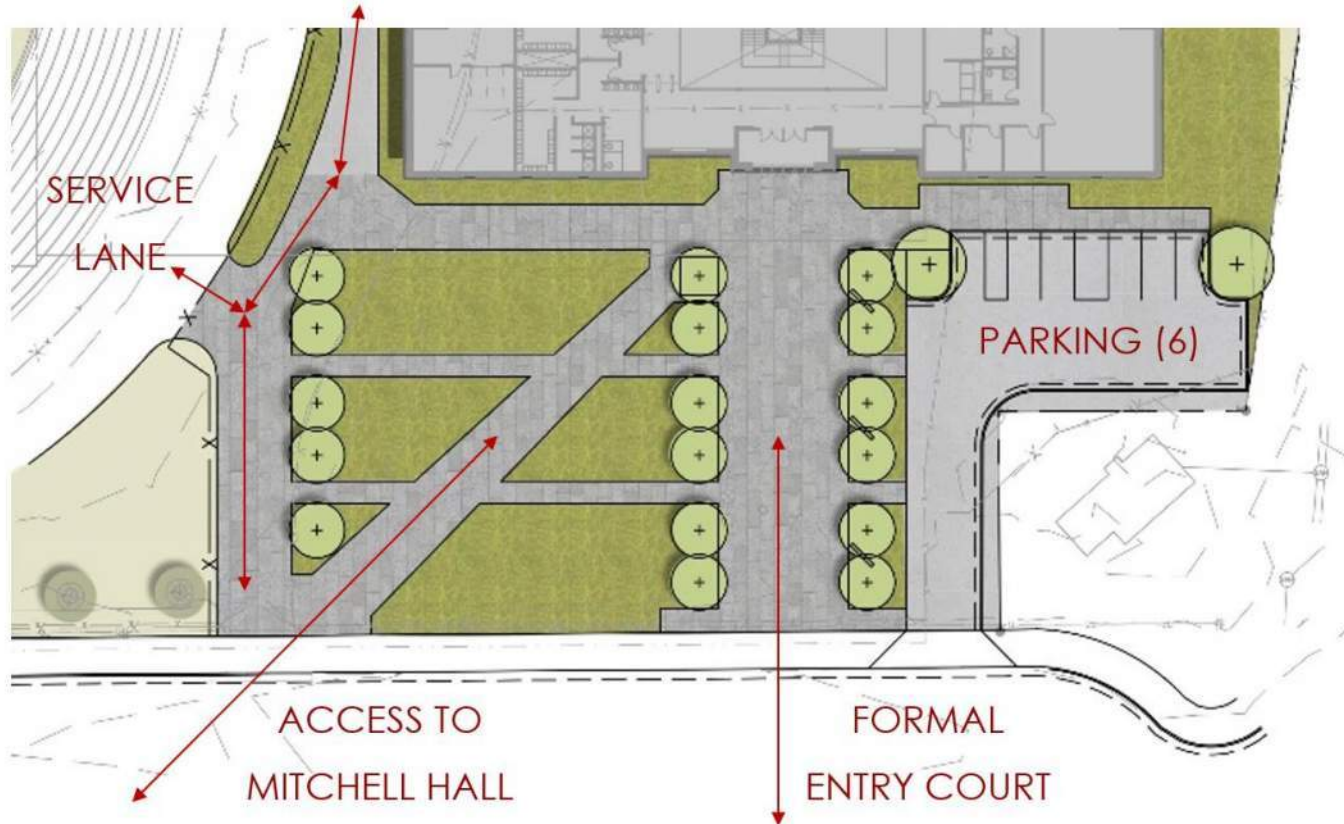 SERVICE
LANE
PARKING (6)
ACCESS TO
MITCHELL HALL
FORMAL
ENTRY COURT